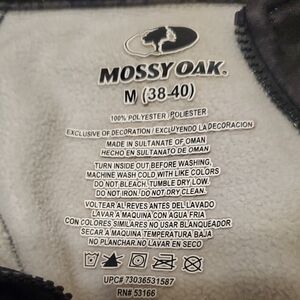 MOSSY OAK.
M (38-40)
100% POLYESTER / POLIESTER
EXCLUSIVE OF DECORATION / EXCLUYENDO LA DECORACION
MADE IN SULTANATE OF OMAN
HECHO EN SULTANATO DE OMAN
TURN INSIDE OUT BEFORE WASHING,
MACHINE WASH COLD WITH LIKE COLORS
DO NOT BLEACH. TUMBLE DRY LOW.
DO NOT IRON. DO NOT DRY CLEAN.
VOLTEAR AL REVES ANTES DEL LAVADO
LAVAR A MAQUINA CON AGUA FRIA
CON COLORES SIMILARES NO USAR BLANQUEADOR
SECAR A MAQUINA TEMPERATURA BAJA
NO PLANCHAR.NO LAVAR EN SECO
UPC# 73036531587
RN# 53166